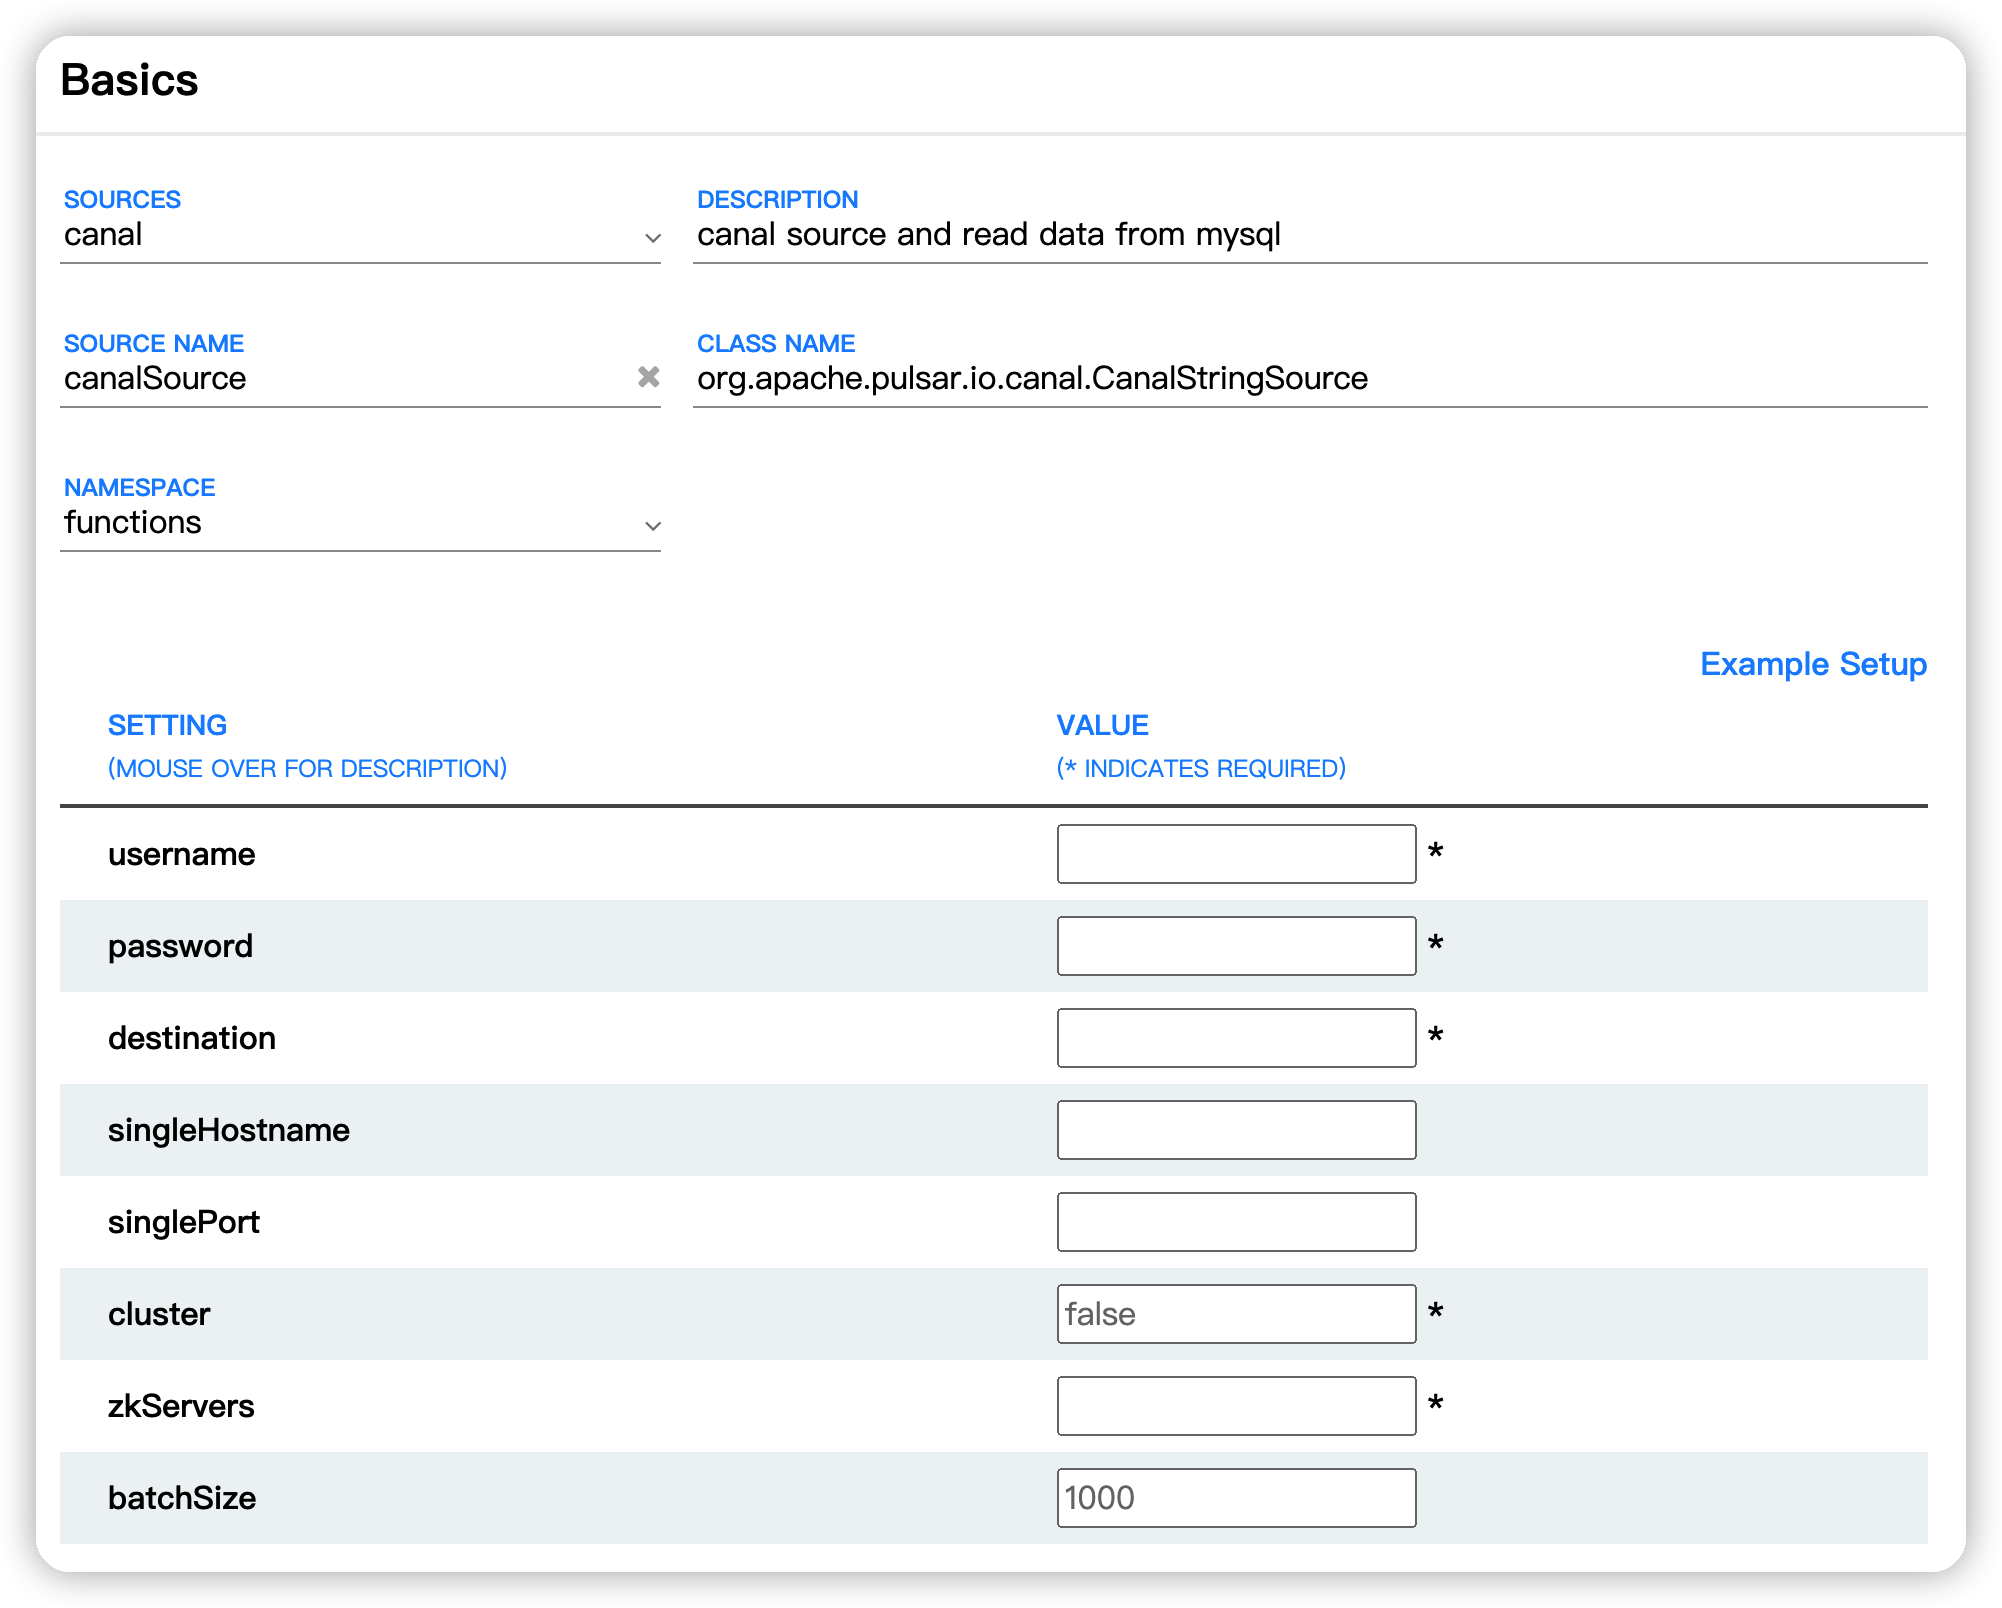 Basics
SOURCES
canal
DESCRIPTION
canal source and read data from mysql
SOURCE NAME
canalSource
CLASS NAME
org.apache.pulsar.io.canal.CanalStringSource
NAMESPACE
functions
Example Setup
SETTING
(MOUSE OVER FOR DESCRIPTION)
VALUE
(* INDICATES REQUIRED)
username *
password *
destination *
singleHostname
singlePort
cluster false *
zkServers *
batchSize 1000